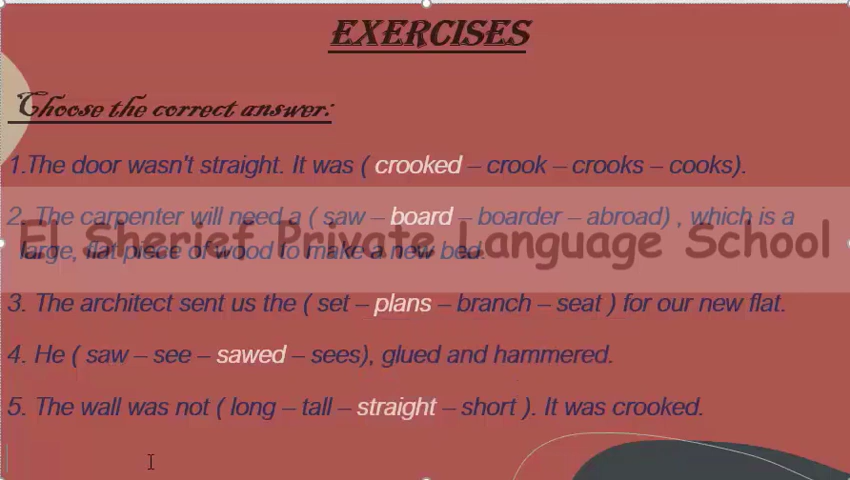 EXERCISES
Choose the correct answer:
1.The door wasn't straight. It was ( crooked – crook – crooks – cooks).
2. The carpenter will need a ( saw – board – boarder – abroad) , which is a
large, flat piece of wood to make a new bed.
El Sherief Private Language School
3. The architect sent us the ( set – plans – branch – seat ) for our new flat.
4. He ( saw – see – sawed – sees), glued and hammered.
5. The wall was not ( long – tall – straight – short ). It was crooked.